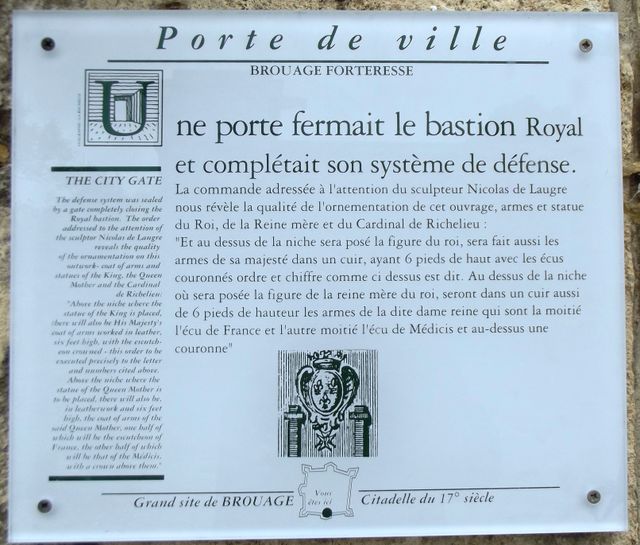 Porte de ville
BROUAGE FORTERESSE
Une porte fermait le bastion Royal
et complétait son système de défense.
La commande adressée à l'attention du sculpteur Nicolas de Laugre
nous révèle la qualité de l'ornementation de cet ouvrage, armes et statue
du Roi, de la Reine mère et du Cardinal de Richelieu :
"Et au dessus de la niche sera posé la figure du roi, sera fait aussi les
armes de sa majesté dans un cuir, ayant 6 pieds de haut avec les écus
couronnés ordre et chiffre comme ci dessus est dit. Au dessus de la niche
où sera posée la figure de la reine mère du roi, seront dans un cuir aussi
de 6 pieds de hauteur les armes de la dite dame reine qui sont la moitié
l'écu de France et l'autre moitié l'écu de Médicis et au-dessus une
couronne"
THE CITY GATE
The defense system was sealed
by a gate completely closing the
Royal bastion. The order
addressed to the attention of
the sculptor Nicolas de Laugre
reveals the quality
of the ornementation on this
outwork- coat of arms and
statues of the King, the Queen
Mother and the Cardinal
de Richelieu:
"Above the niche where the
statue of the King is placed,
there will also be His Majesty's
coat of arms worked in leather,
six feet high, with the escutch-
eon crowned - this order to be
executed precisely to the letter
and numbers cited above.
Above the niche where the
statue of the Queen Mother is
to be placed, there will also be,
in leatherwork and six feet
high, the coat of arms of the
said Queen Mother, one half of
which will be the escutcheon of
France, the other half of which
will be that of the Médicis,
with a crown above them."
Grand site de BROUAGE
Vous
êtes ici
Citadelle du 17° siècle